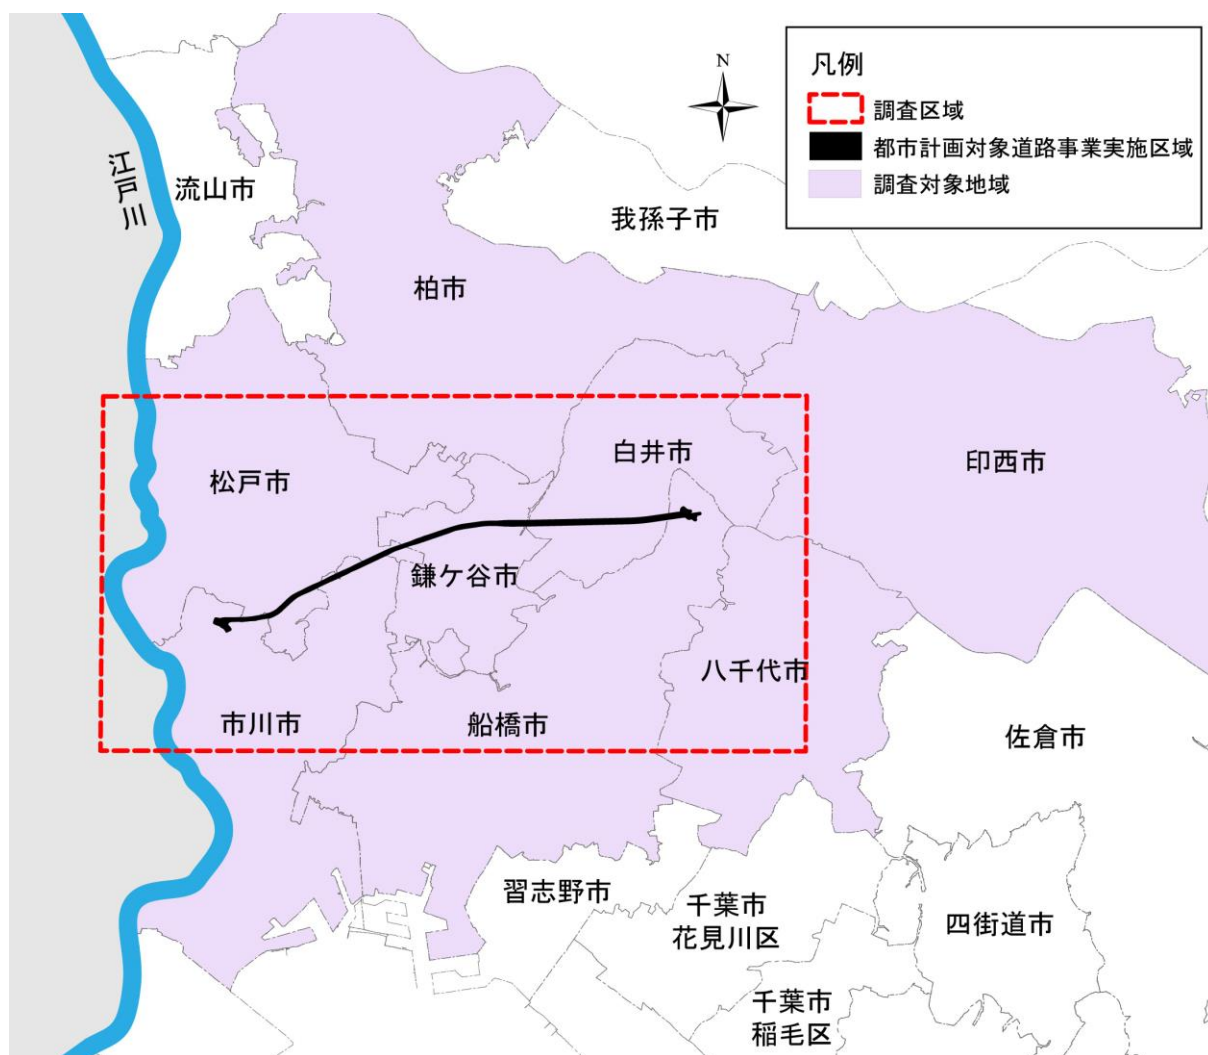 N
凡例
調査区域
都市計画対象道路事業実施区域
調査対象地域
江戸川
流山市
我孫子市
柏市
白井市
印西市
松戸市
鎌ケ谷市
八千代市
市川市
船橋市
佐倉市
習志野市
千葉市
花見川区
四街道市
千葉市
稲毛区